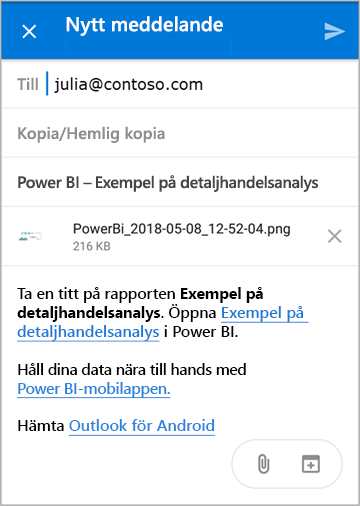 Nytt meddelande
Till julia@contoso.com
Kopia/Hemlig kopia
Power BI – Exempel på detaljhandelsanalys
PowerBi_2018-05-08_12-52-04.png
216 KB
Ta en titt på rapporten Exempel på
detaljhandelsanalys. Öppna Exempel på
detaljhandelsanalys i Power BI.
Håll dina data nära till hands med
Power BI-mobilappen.
Hämta Outlook för Android